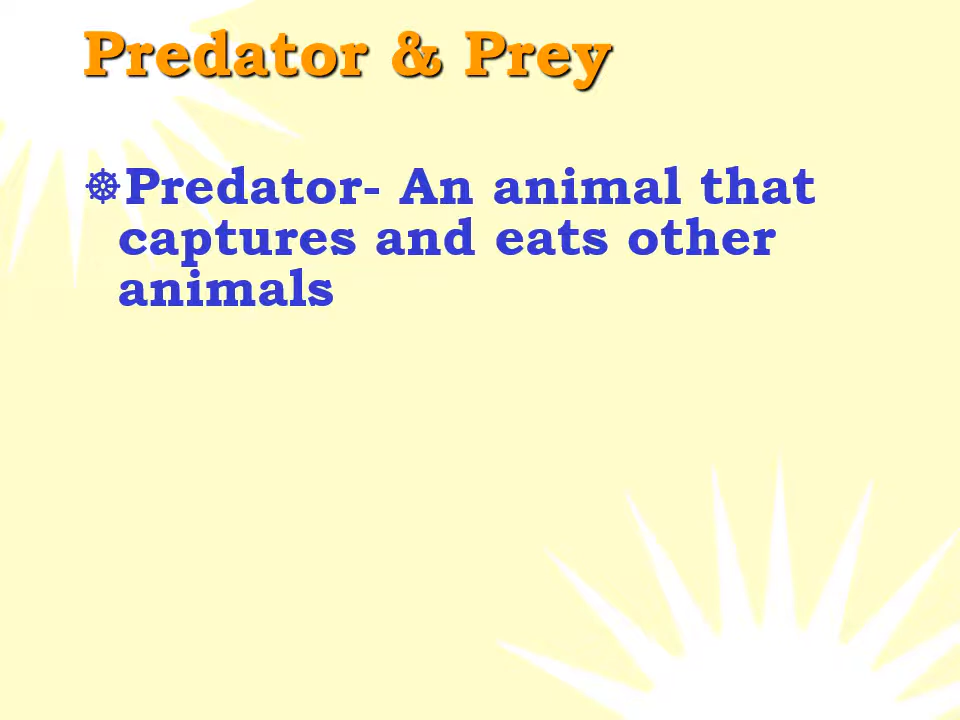 Predator & Prey
Predator- An animal that
captures and eats other
animals